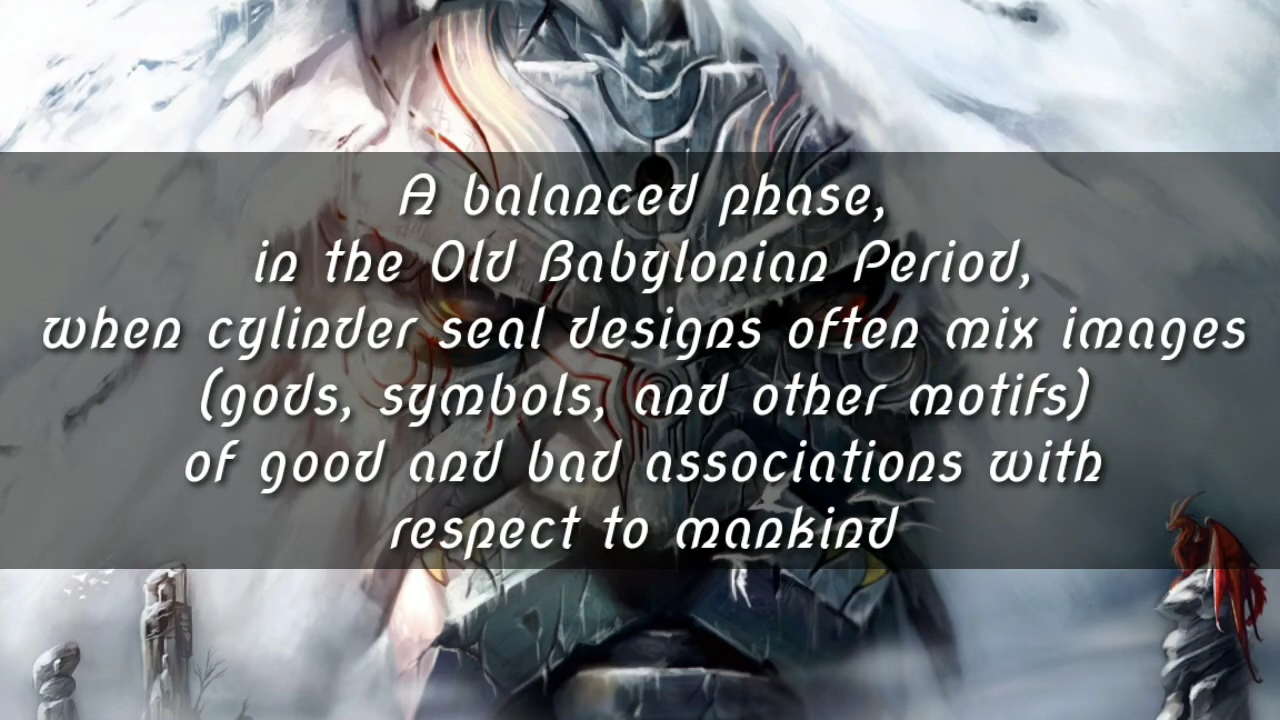 A balanced phase,
in the Old Babylonian Period,
when cylinder seal designs often mix images
(gods, symbols, and other motifs)
of good and bad associations with
respect to mankind